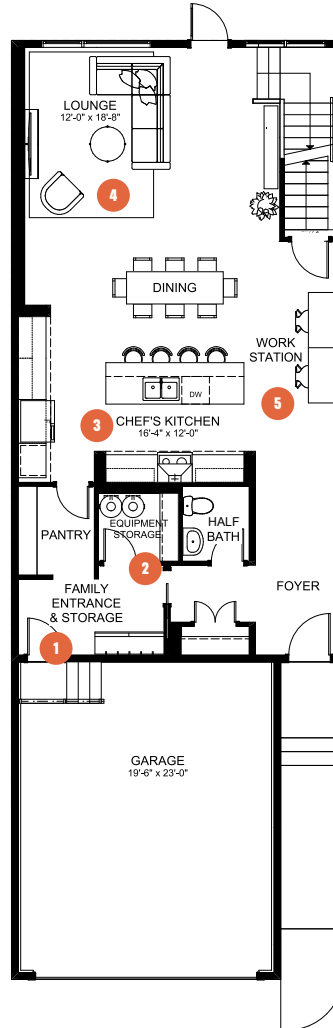 LOUNGE
12'-0" x 18'-8"
4
DINING
WORK
STATION
5
DW
3
CHEF'S KITCHEN
16'-4" x 12'-0"
PANTRY
EQUIPMENT
STORAGE
HALF
BATH
2
FAMILY
ENTRANCE
& STORAGE
FOYER
1
GARAGE
19'-6" x 23'-0"